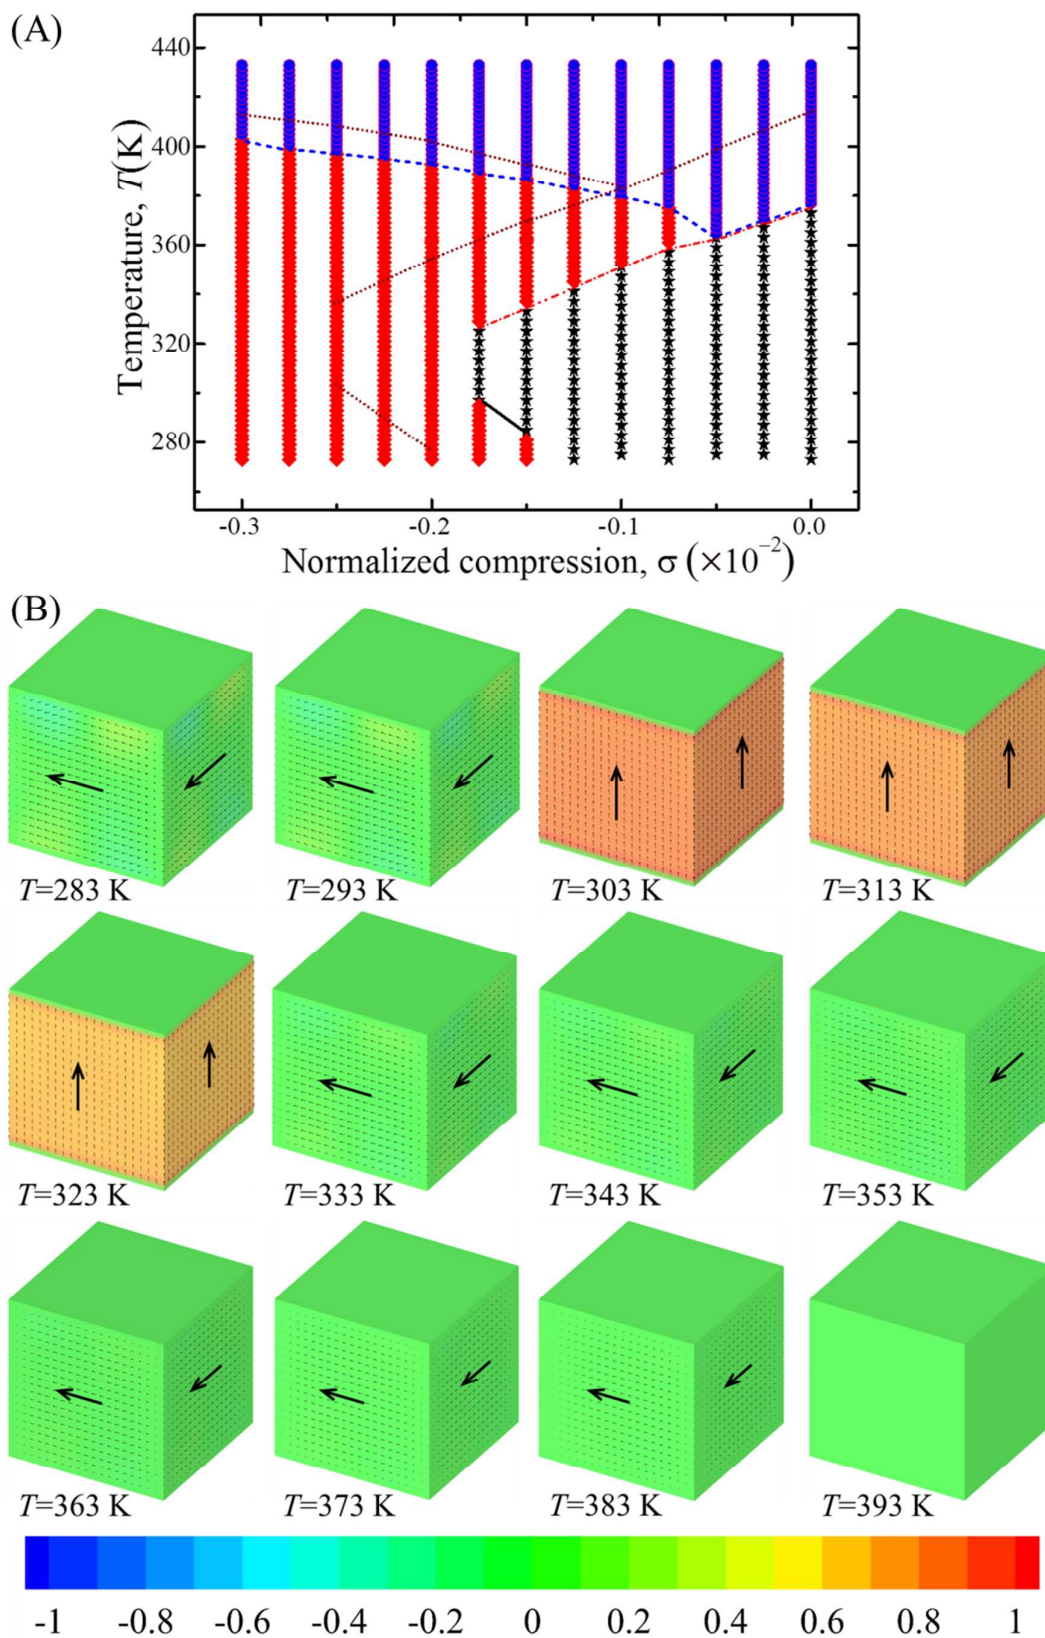 (A)
440
400
360
320
280
Temperature, T(K)
-0.3 -0.2 -0.1 0.0
Normalized compression, σ (×10⁻²)
(B)
T=283 K T=293 K T=303 K T=313 K
T=323 K T=333 K T=343 K T=353 K
T=363 K T=373 K T=383 K T=393 K
-1 -0.8 -0.6 -0.4 -0.2 0 0.2 0.4 0.6 0.8 1